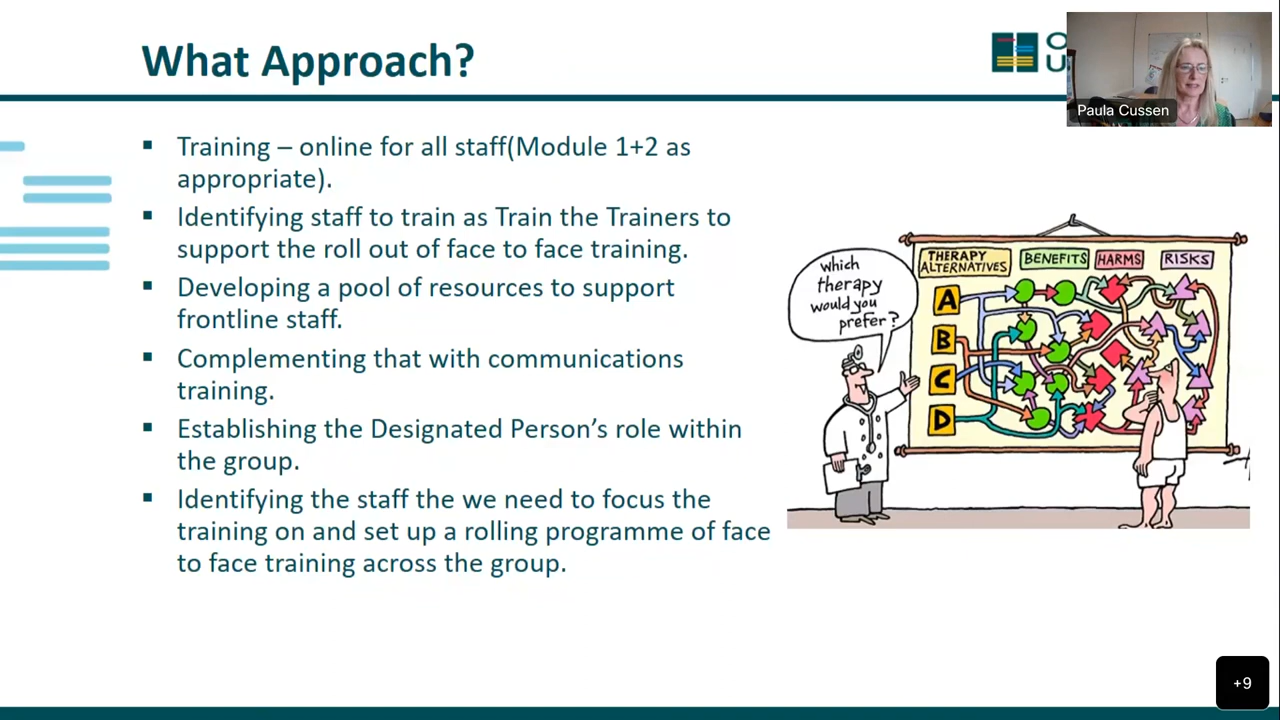 What Approach?
O
U
Paula Cussen
▪ Training – online for all staff(Module 1+2 as
appropriate).
▪ Identifying staff to train as Train the Trainers to
support the roll out of face to face training.
▪ Developing a pool of resources to support
frontline staff.
▪ Complementing that with communications
training.
▪ Establishing the Designated Person’s role within
the group.
▪ Identifying the staff the we need to focus the
training on and set up a rolling programme of face
to face training across the group.
which
therapy
would you
prefer?
THERAPY
ALTERNATIVES
BENEFITS
HARMS
RISKS
A
B
C
D
+9